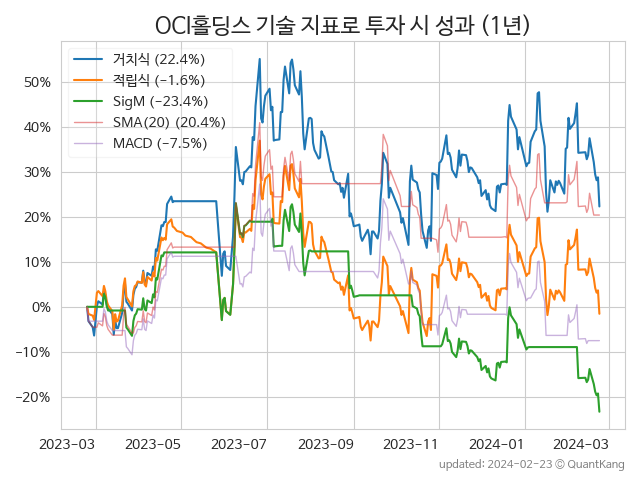 OCI홀딩스 기술 지표로 투자 시 성과 (1년)
거치식 (22.4%)
적립식 (−1.6%)
SigM (−23.4%)
SMA(20) (20.4%)
MACD (−7.5%)
50%
40%
30%
20%
10%
0%
−10%
−20%
2023−03
2023−05
2023−07
2023−09
2023−11
2024−01
2024−03
updated: 2024−02−23 ⓒ QuantKang